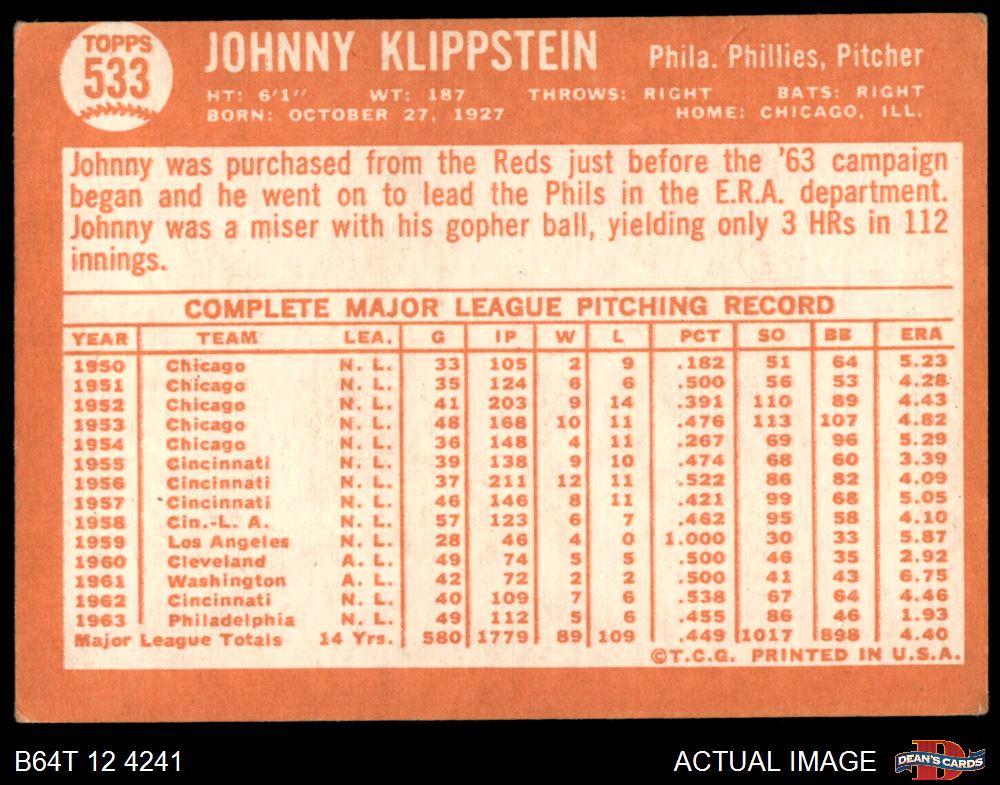 TOPPS
533
JOHNNY KLIPPSTEIN Phila. Phillies, Pitcher
HT: 6'1" WT: 187 THROWS: RIGHT BATS: RIGHT
BORN: OCTOBER 27, 1927 HOME: CHICAGO, ILL.
Johnny was purchased from the Reds just before the '63 campaign
began and he went on to lead the Phils in the E.R.A. department.
Johnny was a miser with his gopher ball, yielding only 3 HRs in 112
innings.
COMPLETE MAJOR LEAGUE PITCHING RECORD
YEAR TEAM LEA. G IP W L PCT SO BB ERA
1950 Chicago N. L. 33 105 2 9 .182 51 64 5.23
1951 Chicago N. L. 35 124 6 6 .500 56 53 4.28
1952 Chicago N. L. 41 203 9 14 .391 110 89 4.43
1953 Chicago N. L. 48 168 10 11 .476 113 107 4.82
1954 Chicago N. L. 36 148 4 11 .267 69 96 5.29
1955 Cincinnati N. L. 39 138 9 10 .474 68 60 3.39
1956 Cincinnati N. L. 37 211 12 11 .522 86 82 4.09
1957 Cincinnati N. L. 46 146 8 11 .421 99 68 5.05
1958 Cin.-L. A. N. L. 57 123 6 7 .462 95 58 4.10
1959 Los Angeles N. L. 28 46 4 0 1.000 30 33 5.87
1960 Cleveland A. L. 49 74 5 5 .500 46 35 2.92
1961 Washington A. L. 42 72 2 2 .500 41 43 6.75
1962 Cincinnati N. L. 40 109 7 6 .538 67 64 4.46
1963 Philadelphia N. L. 49 112 5 6 .455 86 46 1.93
Major League Totals 14 Yrs. 580 1779 89 109 .449 1017 898 4.40
©T.C.G. PRINTED IN U.S.A.
B64T 12 4241 ACTUAL IMAGE D DEAN'S CARDS